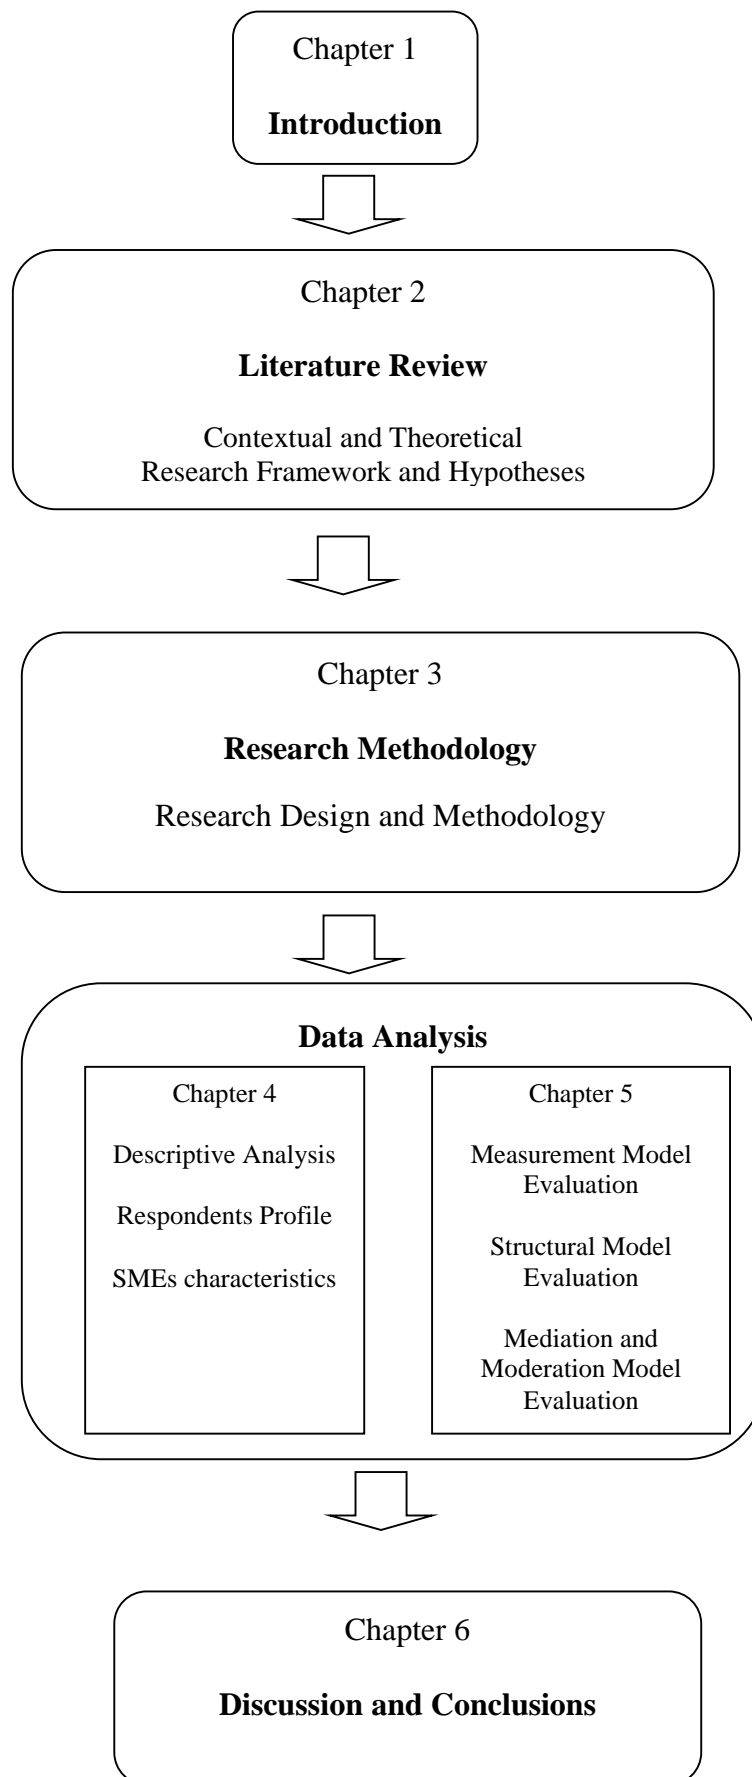 Chapter 1
Introduction
Chapter 2
Literature Review
Contextual and Theoretical
Research Framework and Hypotheses
Chapter 3
Research Methodology
Research Design and Methodology
Data Analysis
Chapter 4
Descriptive Analysis
Respondents Profile
SMEs characteristics
Chapter 5
Measurement Model
Evaluation
Structural Model
Evaluation
Mediation and
Moderation Model
Evaluation
Chapter 6
Discussion and Conclusions